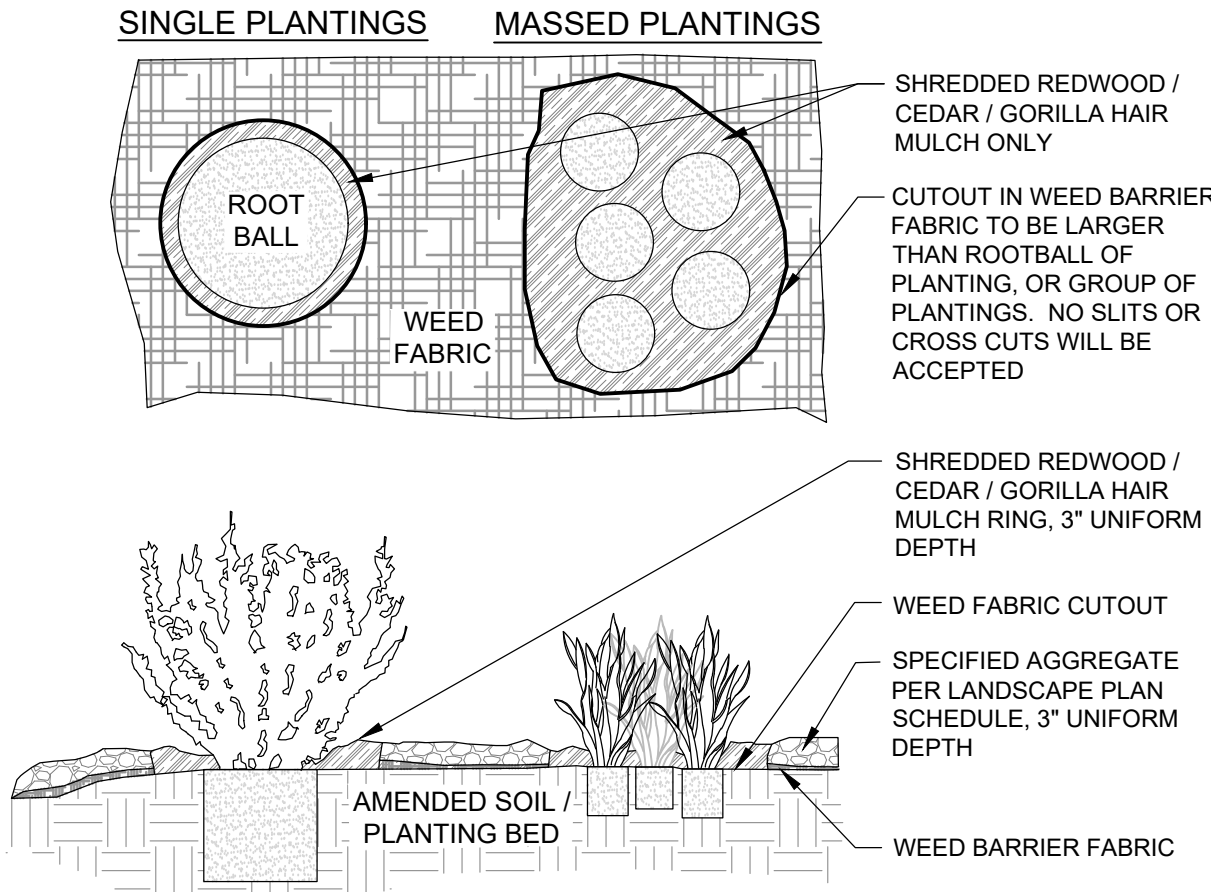 SINGLE PLANTINGS
MASSED PLANTINGS
SHREDDED REDWOOD /
CEDAR / GORILLA HAIR
MULCH ONLY
ROOT
BALL
WEED
FABRIC
CUTOUT IN WEED BARRIER
FABRIC TO BE LARGER
THAN ROOTBALL OF
PLANTING, OR GROUP OF
PLANTINGS. NO SLITS OR
CROSS CUTS WILL BE
ACCEPTED
SHREDDED REDWOOD /
CEDAR / GORILLA HAIR
MULCH RING, 3" UNIFORM
DEPTH
WEED FABRIC CUTOUT
SPECIFIED AGGREGATE
PER LANDSCAPE PLAN
SCHEDULE, 3" UNIFORM
DEPTH
AMENDED SOIL /
PLANTING BED
WEED BARRIER FABRIC